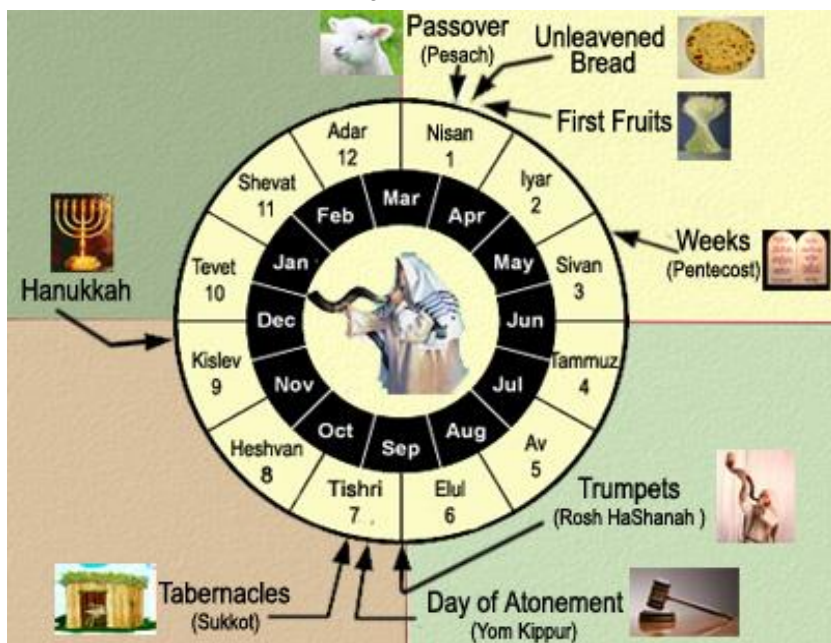 Passover
(Pesach)
Unleavened
Bread
First Fruits
Weeks
(Pentecost)
Trumpets
(Rosh HaShanah )
Day of Atonement
(Yom Kippur)
Tabernacles
(Sukkot)
Hanukkah
Nisan
1
Iyar
2
Sivan
3
Tammuz
4
Av
5
Elul
6
Tishri
7
Heshvan
8
Kislev
9
Tevet
10
Shevat
11
Adar
12
Mar
Apr
May
Jun
Jul
Aug
Sep
Oct
Nov
Dec
Jan
Feb